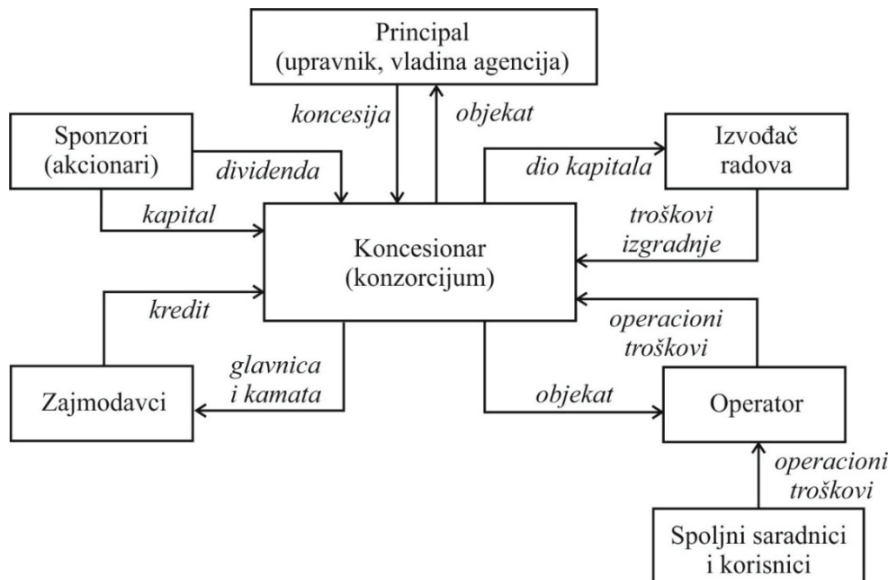 Principal
(upravnik, vladina agencija)
koncesija
objekat
Sponzori
(akcionari)
dividenda
kapital
dio kapitala
Izvođač
radova
troškovi
izgradnje
Koncesionar
(konzorcijum)
kredit
glavnica
i kamata
Zajmodavci
operacioni
troškovi
objekat
Operator
operacioni
troškovi
Spoljni saradnici
i korisnici